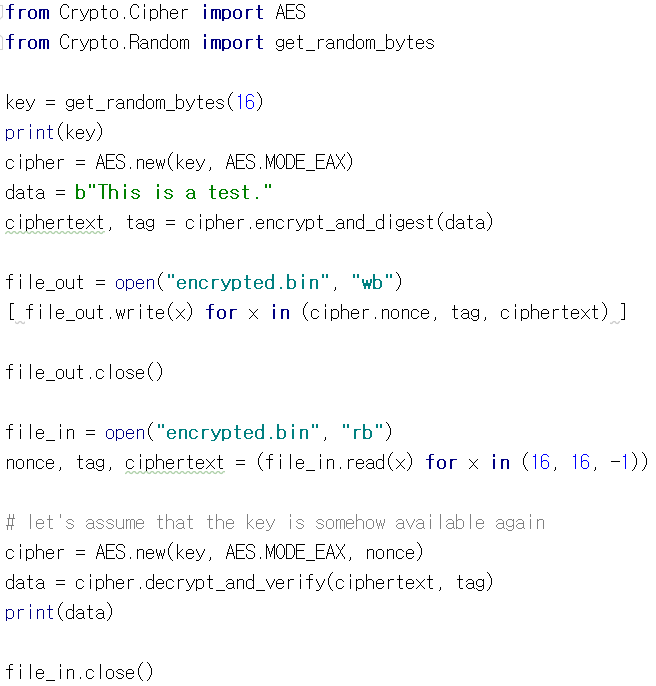 from Crypto.Cipher import AES
from Crypto.Random import get_random_bytes
key = get_random_bytes(16)
print(key)
cipher = AES.new(key, AES.MODE_EAX)
data = b"This is a test."
ciphertext, tag = cipher.encrypt_and_digest(data)
file_out = open("encrypted.bin", "wb")
[ file_out.write(x) for x in (cipher.nonce, tag, ciphertext) ]
file_out.close()
file_in = open("encrypted.bin", "rb")
nonce, tag, ciphertext = (file_in.read(x) for x in (16, 16, -1))
# let's assume that the key is somehow available again
cipher = AES.new(key, AES.MODE_EAX, nonce)
data = cipher.decrypt_and_verify(ciphertext, tag)
print(data)
file_in.close()